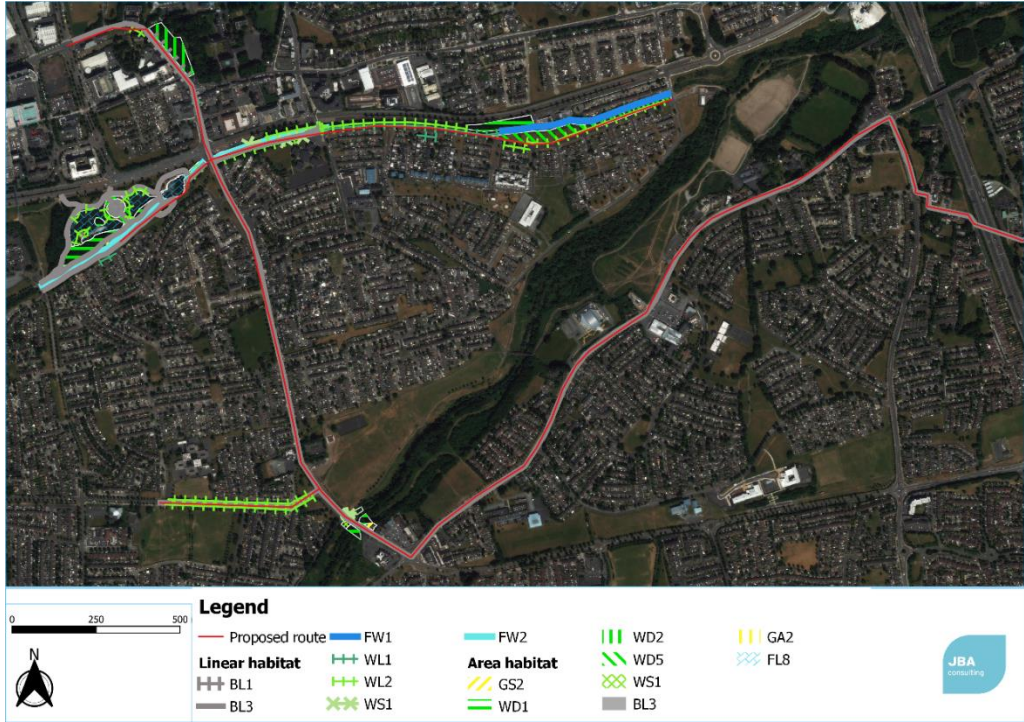 Legend
0 250 500
N
Proposed route
Linear habitat
BL1
BL3
FW1
WL1
WL2
WS1
FW2
Area habitat
GS2
WD1
WD2
WD5
WS1
BL3
GA2
FL8
JBA
consulting